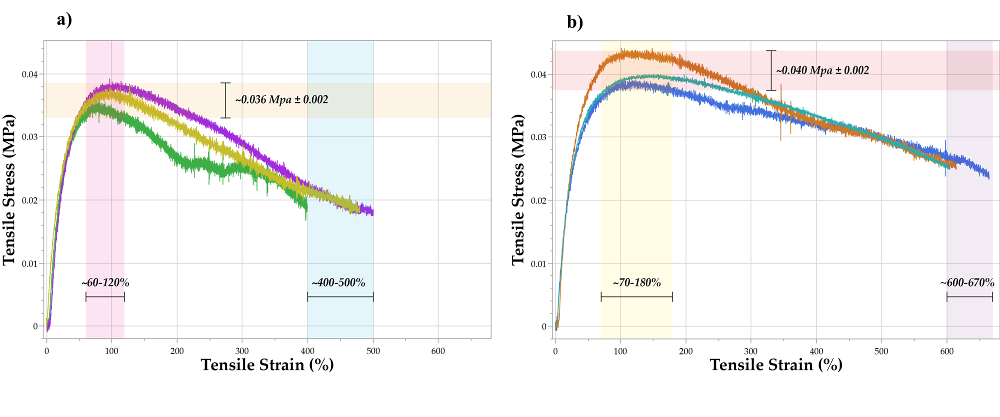 a)
Tensile Stress (MPa)
0.04
0.03
0.02
0.01
0
~0.036 Mpa ± 0.002
~60-120%
~400-500%
0 100 200 300 400 500 600
Tensile Strain (%)
b)
Tensile Stress (MPa)
0.04
0.03
0.02
0.01
0
~0.040 Mpa ± 0.002
~70-180%
~600-670%
0 100 200 300 400 500 600
Tensile Strain (%)